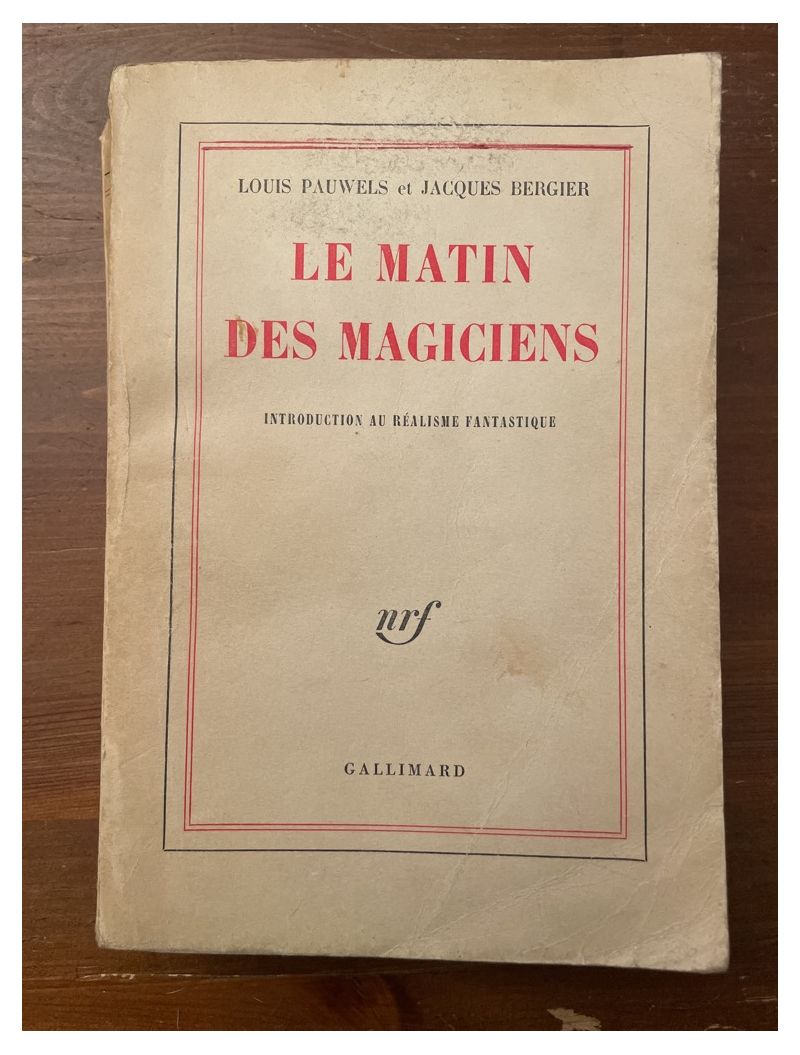 LOUIS PAUWELS et JACQUES BERGIER
LE MATIN
DES MAGICIENS
INTRODUCTION AU RÉALISME FANTASTIQUE
nrf
GALLIMARD